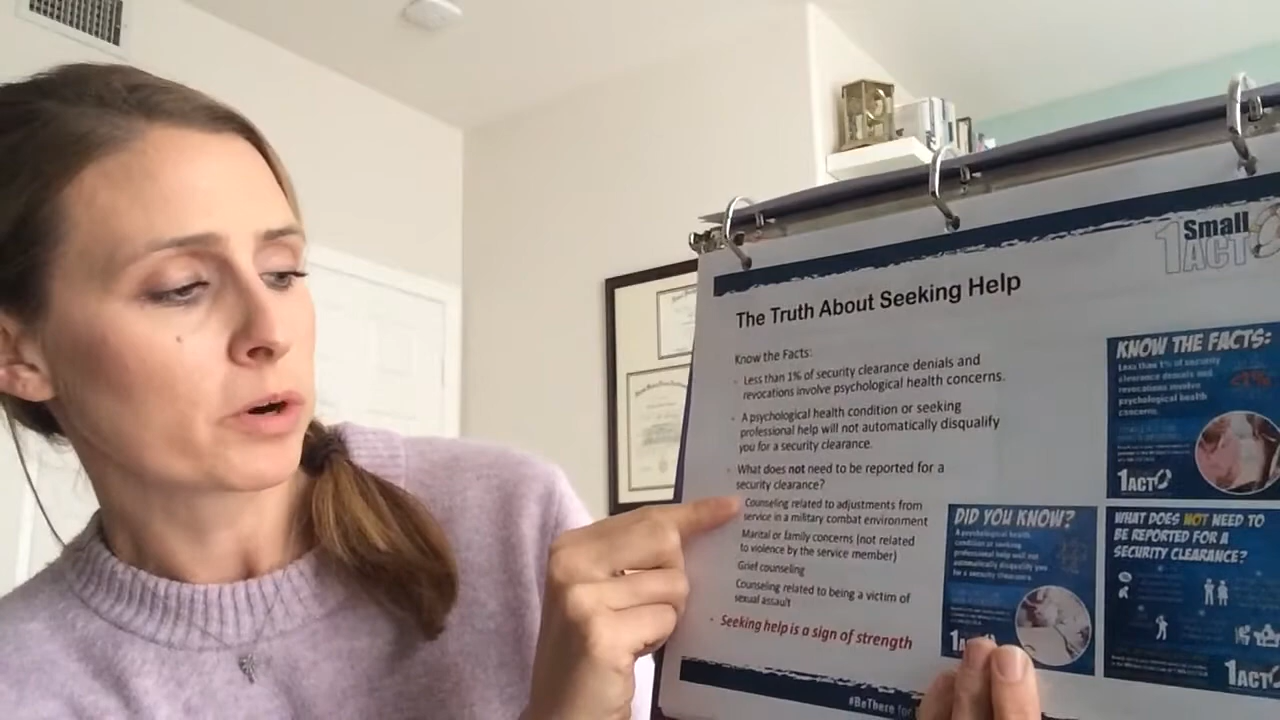 1 Small
ACT
The Truth About Seeking Help
Know the Facts:
Less than 1% of security clearance denials and
revocations involve psychological health concerns.
A psychological health condition or seeking
professional help will not automatically disqualify
you for a security clearance.
What does not need to be reported for a
security clearance?
Counseling related to adjustments from
service in a military combat environment
Marital or family concerns (not related
to violence by the service member)
Grief counseling
Counseling related to being a victim of
sexual assault
Seeking help is a sign of strength
KNOW THE FACTS:
Less than 1% of security
clearance denials and
revocations involve
psychological health
concerns.
<1%
1ACT
DID YOU KNOW?
A psychological health
condition or seeking
professional help will not
automatically disqualify you
for a security clearance.
1A
WHAT DOES NOT NEED TO
BE REPORTED FOR A
SECURITY CLEARANCE?
1ACT
#BeThere for